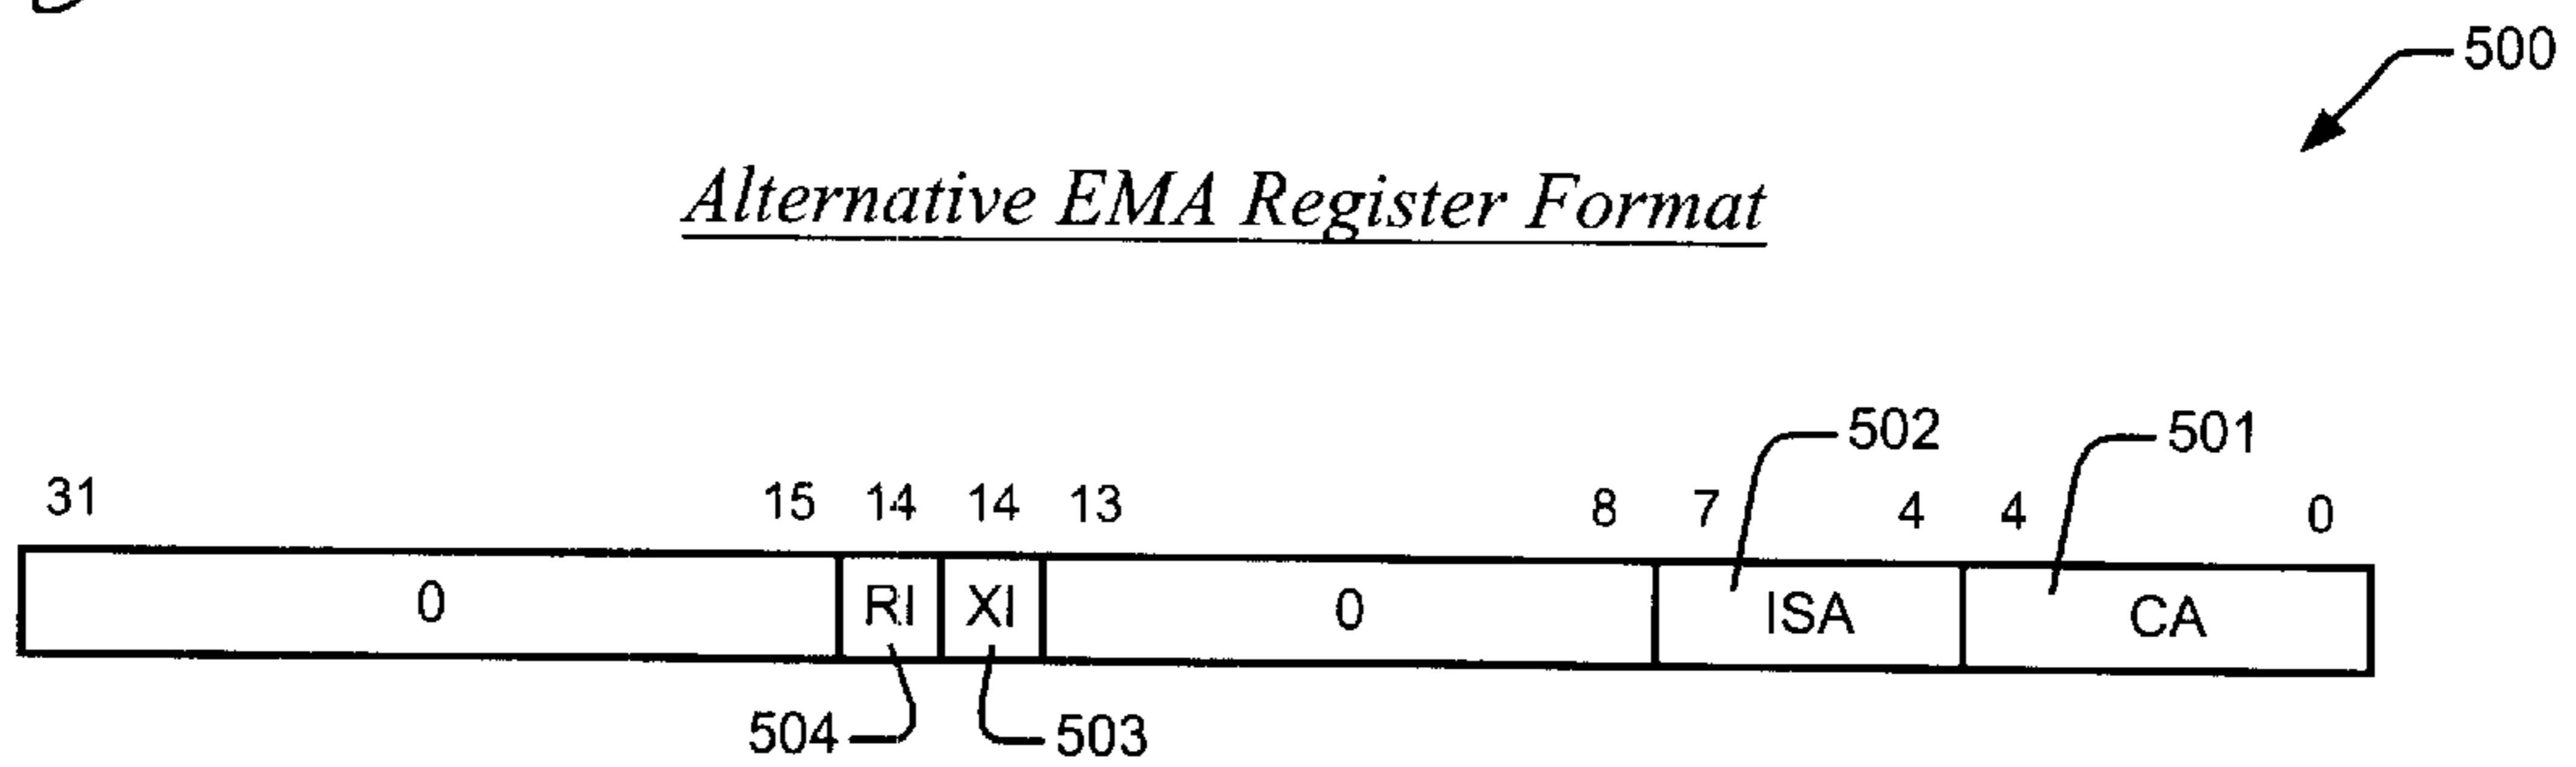 500
Alternative EMA Register Format
502 501
31 15 14 14 13 8 7 4 4 0
0 RI XI 0 ISA CA
504 503